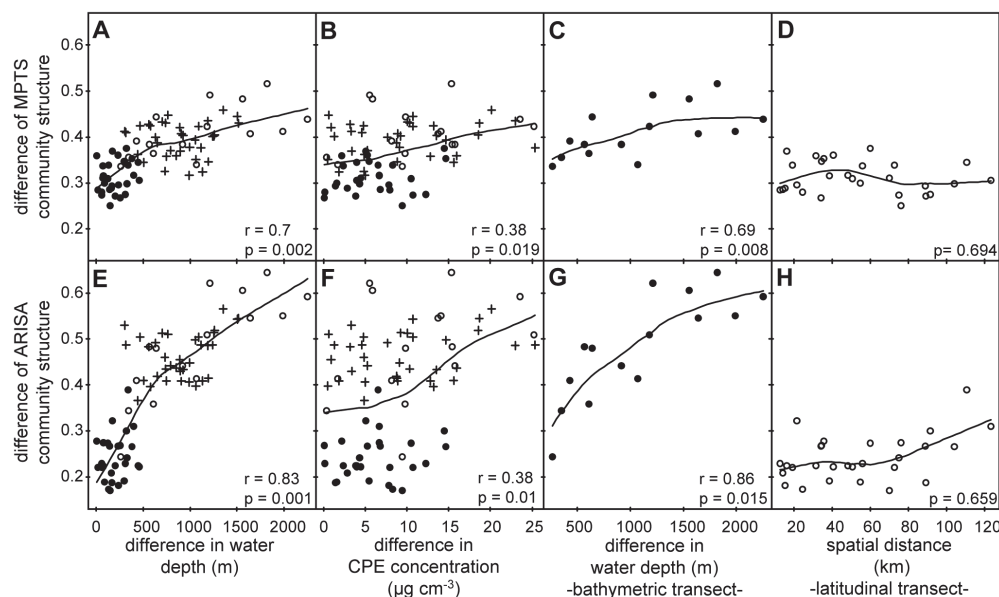 A B C D
difference of MPTS
community structure
0.6
0.5
0.4
0.3
0.2
r = 0.7
p = 0.002
r = 0.38
p = 0.019
r = 0.69
p = 0.008
p= 0.694
E F G H
difference of ARISA
community structure
0.6
0.5
0.4
0.3
0.2
r = 0.83
p = 0.001
r = 0.38
p = 0.01
r = 0.86
p = 0.015
p = 0.659
0 500 1000 1500 2000
0 5 10 15 20 25
500 1000 1500 2000
20 40 60 80 100 120
difference in water
depth (m)
difference in
CPE concentration
(µg cm⁻³)
difference in
water depth (m)
-bathymetric transect-
spatial distance
(km)
-latitudinal transect-